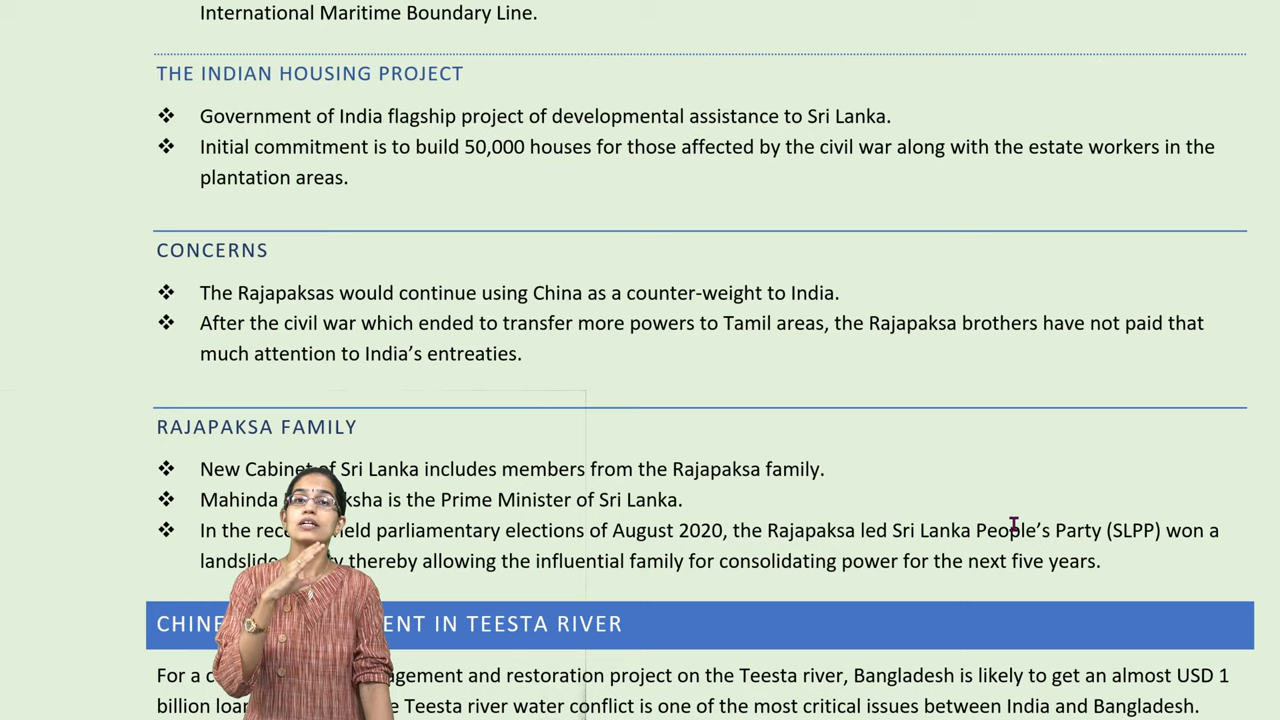 International Maritime Boundary Line.
THE INDIAN HOUSING PROJECT
❖ Government of India flagship project of developmental assistance to Sri Lanka.
❖ Initial commitment is to build 50,000 houses for those affected by the civil war along with the estate workers in the
plantation areas.
CONCERNS
❖ The Rajapaksas would continue using China as a counter-weight to India.
❖ After the civil war which ended to transfer more powers to Tamil areas, the Rajapaksa brothers have not paid that
much attention to India's entreaties.
RAJAPAKSA FAMILY
❖ New Cabinet of Sri Lanka includes members from the Rajapaksa family.
❖ Mahinda is the Prime Minister of Sri Lanka.
❖ In the held parliamentary elections of August 2020, the Rajapaksa led Sri Lanka People's Party (SLPP) won a
thereby allowing the influential family for consolidating power for the next five years.
IN TEESTA RIVER
For a and restoration project on the Teesta river, Bangladesh is likely to get an almost USD 1
billion Teesta river water conflict is one of the most critical issues between India and Bangladesh.